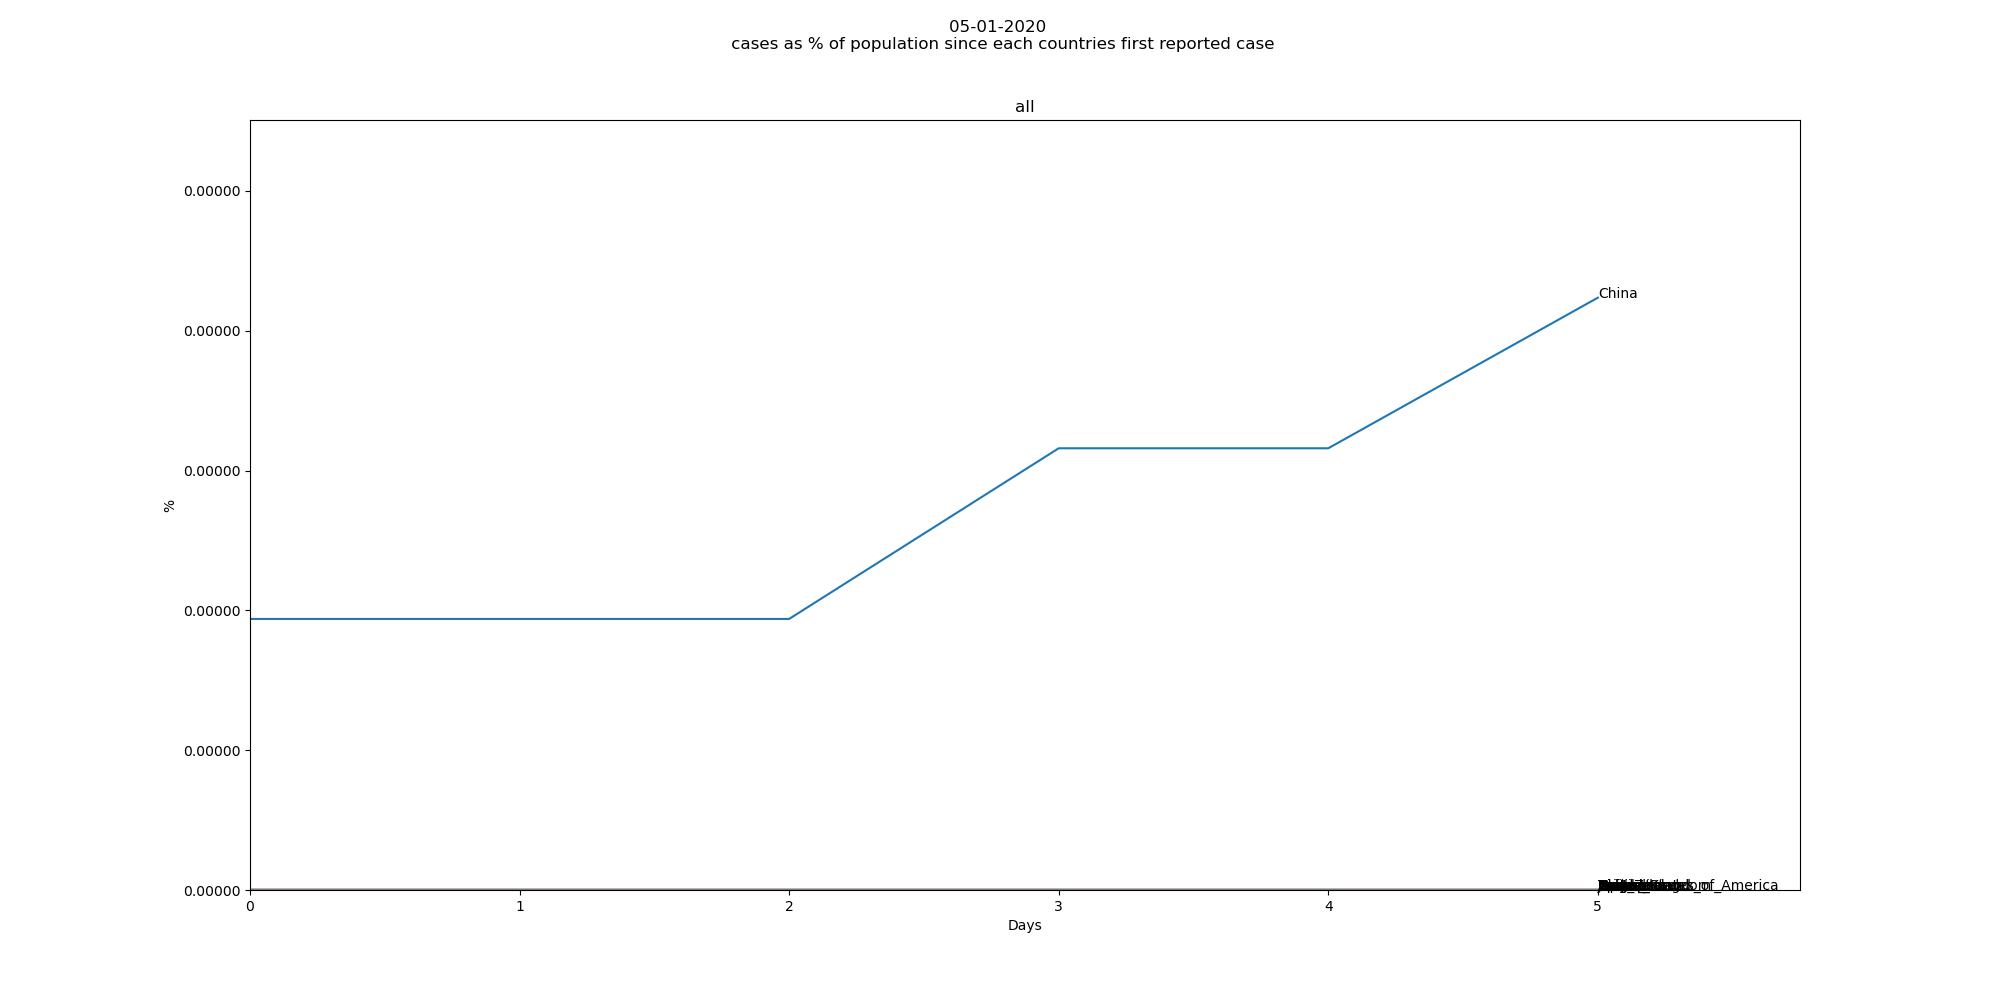 05-01-2020
cases as % of population since each countries first reported case
all
0.00000
0.00000
0.00000
0.00000
0.00000
0.00000
%
China
of_America
0
1
2
3
4
5
Days